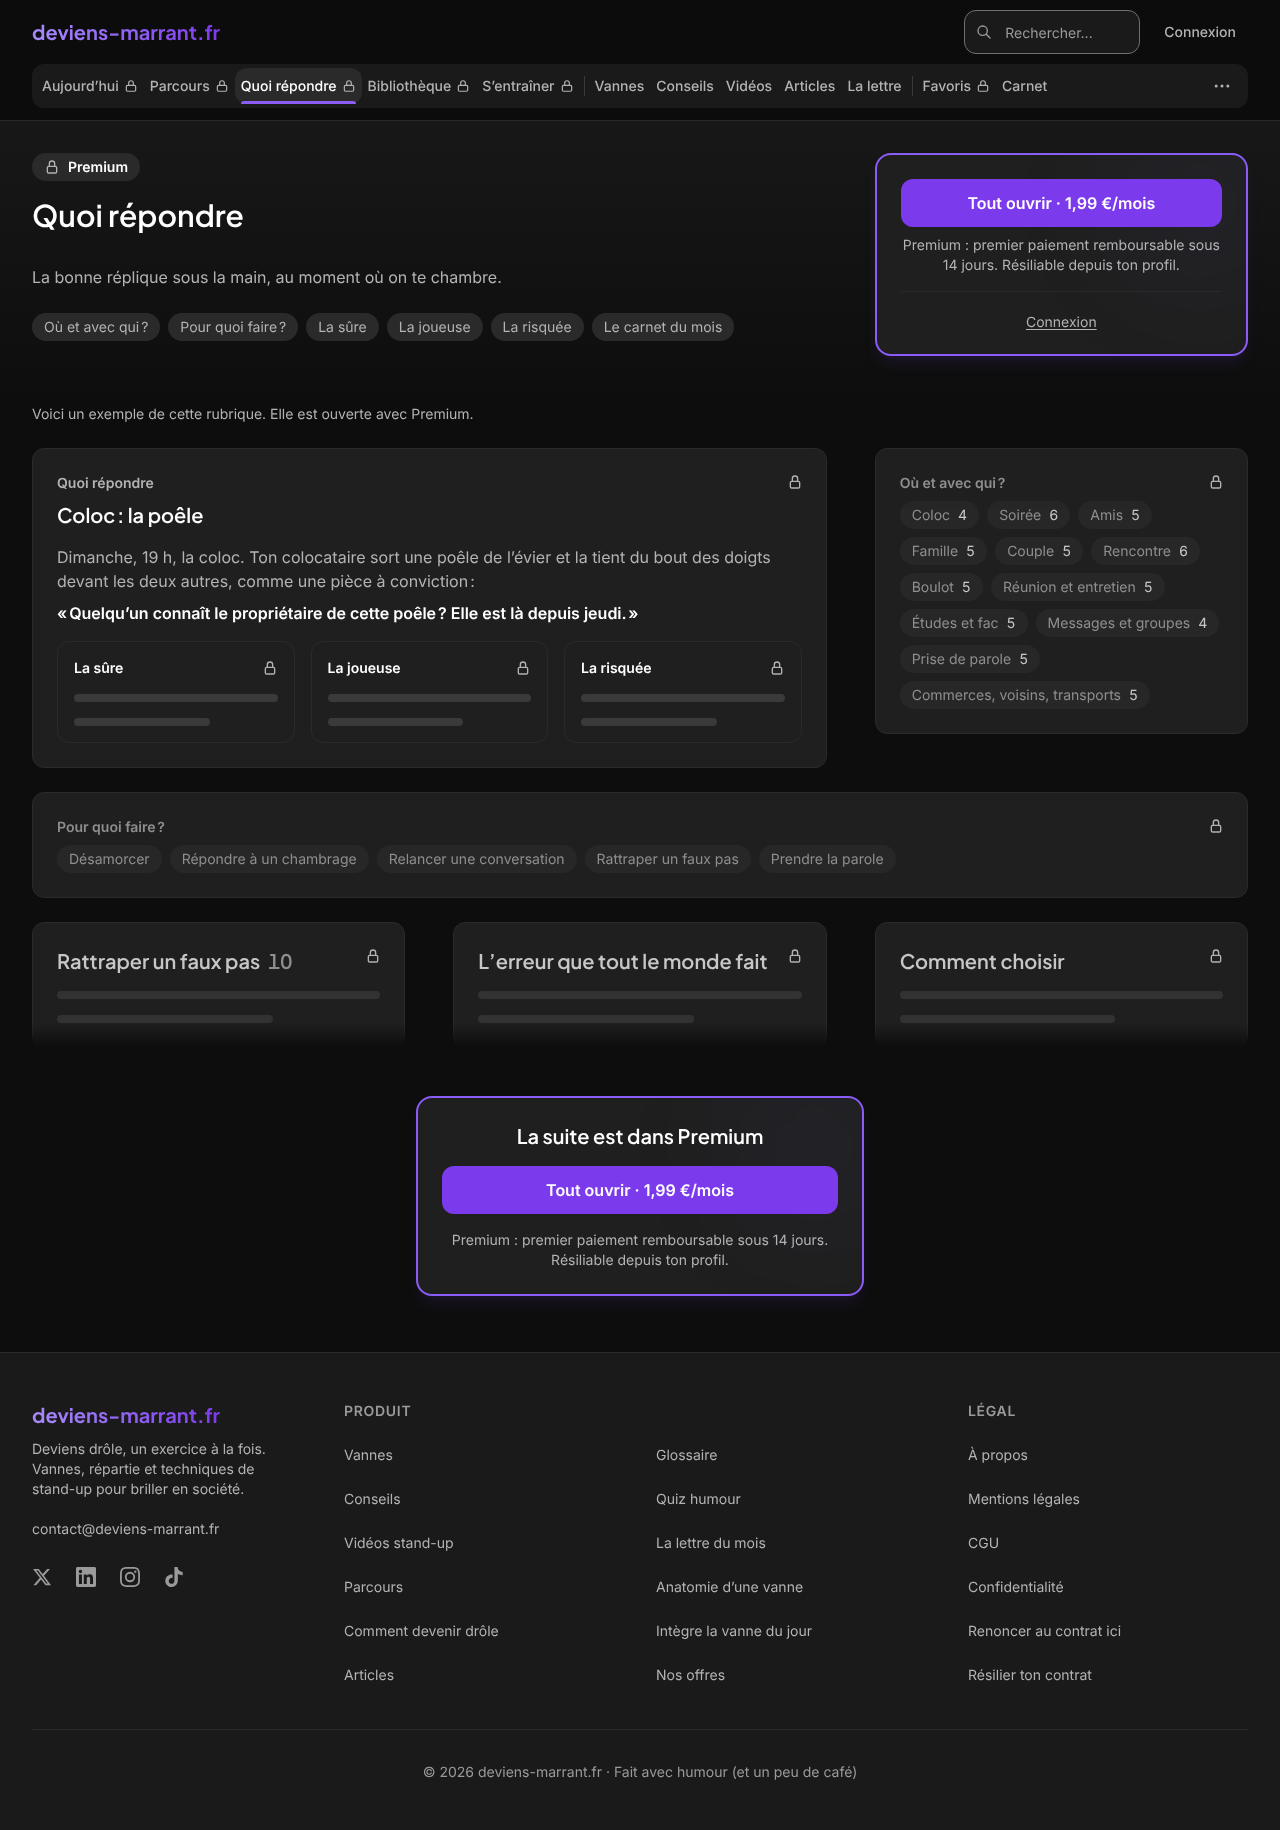 deviens-marrant.fr
Rechercher...
Connexion
Aujourd’hui
Parcours
Quoi répondre
Bibliothèque
S’entraîner
Vannes
Conseils
Vidéos
Articles
La lettre
Favoris
Carnet
Premium
Quoi répondre
La bonne réplique sous la main, au moment où on te chambre.
Où et avec qui ?
Pour quoi faire ?
La sûre
La joueuse
La risquée
Le carnet du mois
Tout ouvrir · 1,99 €/mois
Premium : premier paiement remboursable sous
14 jours. Résiliable depuis ton profil.
Connexion
Voici un exemple de cette rubrique. Elle est ouverte avec Premium.
Quoi répondre
Coloc : la poêle
Dimanche, 19 h, la coloc. Ton colocataire sort une poêle de l’évier et la tient du bout des doigts
devant les deux autres, comme une pièce à conviction :
« Quelqu’un connaît le propriétaire de cette poêle ? Elle est là depuis jeudi. »
La sûre
La joueuse
La risquée
Où et avec qui ?
Coloc 4
Soirée 6
Amis 5
Famille 5
Couple 5
Rencontre 6
Boulot 5
Réunion et entretien 5
Études et fac 5
Messages et groupes 4
Prise de parole 5
Commerces, voisins, transports 5
Pour quoi faire ?
Désamorcer
Répondre à un chambrage
Relancer une conversation
Rattraper un faux pas
Prendre la parole
Rattraper un faux pas 10
L’erreur que tout le monde fait
Comment choisir
La suite est dans Premium
Tout ouvrir · 1,99 €/mois
Premium : premier paiement remboursable sous 14 jours.
Résiliable depuis ton profil.
deviens-marrant.fr
Deviens drôle, un exercice à la fois.
Vannes, répartie et techniques de
stand-up pour briller en société.
contact@deviens-marrant.fr
PRODUIT
Vannes
Conseils
Vidéos stand-up
Parcours
Comment devenir drôle
Articles
Glossaire
Quiz humour
La lettre du mois
Anatomie d’une vanne
Intègre la vanne du jour
Nos offres
LÉGAL
À propos
Mentions légales
CGU
Confidentialité
Renoncer au contrat ici
Résilier ton contrat
© 2026 deviens-marrant.fr · Fait avec humour (et un peu de café)